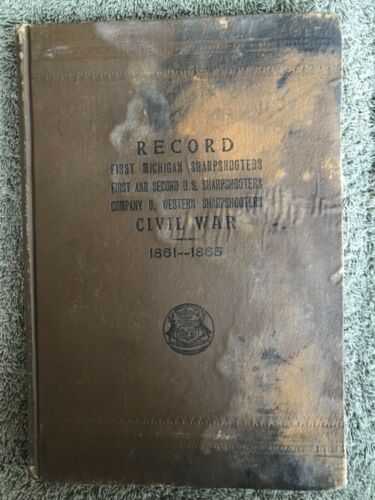 RECORD
FIRST MICHIGAN SHARPSHOOTERS
FIRST AND SECOND U.S. SHARPSHOOTERS
COMPANY D, WESTERN SHARPSHOOTERS
CIVIL WAR
1861--1865